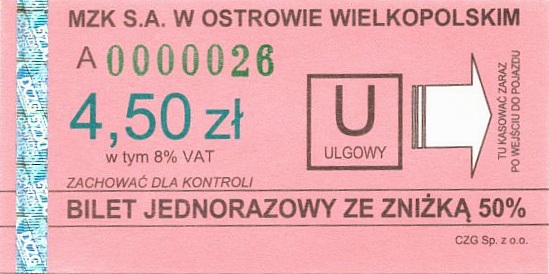 MZK S.A. W OSTROWIE WIELKOPOLSKIM
A 0000026
4,50 zł
w tym 8% VAT
U
ULGOWY
TU KASOWAĆ ZARAZ
PO WEJŚCIU DO POJAZDU
ZACHOWAĆ DLA KONTROLI
BILET JEDNORAZOWY ZE ZNIŻKĄ 50%
CZG Sp. z o.o.